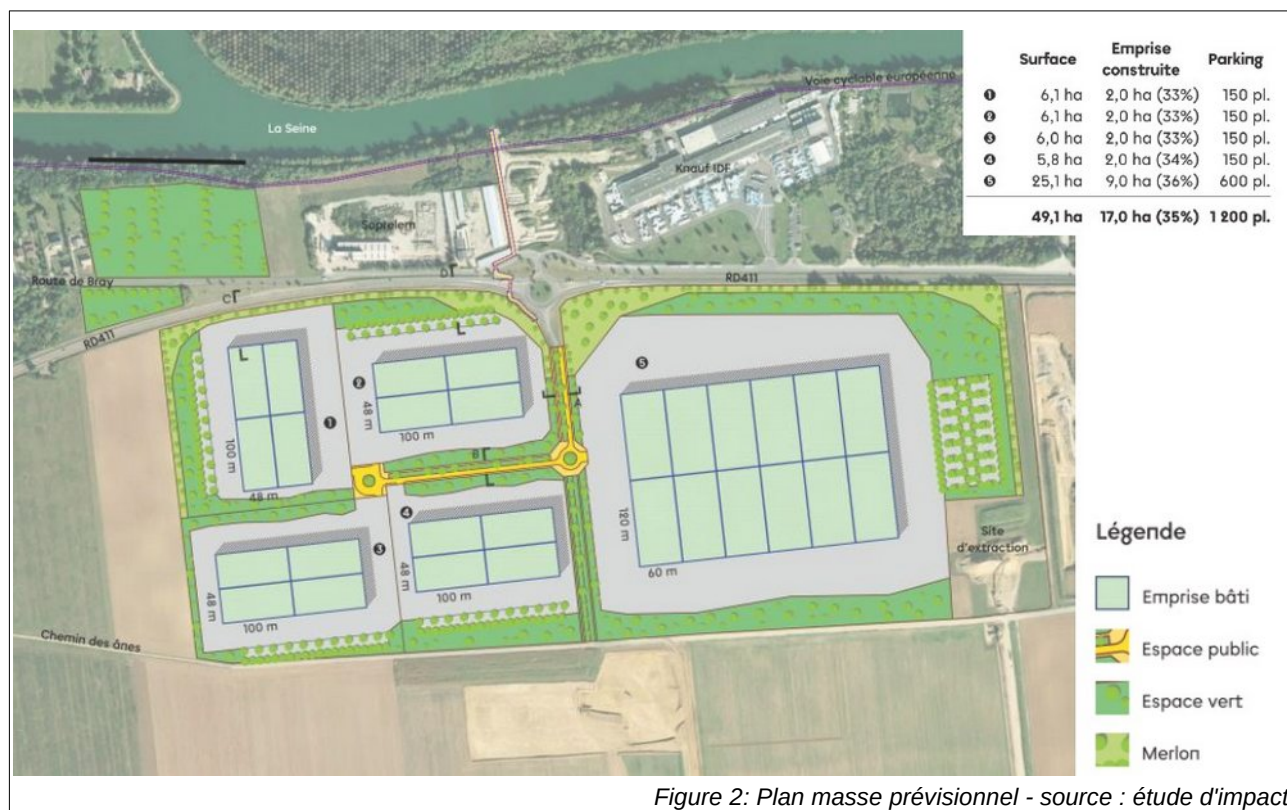 Surface Emprise construite Parking
❶ 6,1 ha 2,0 ha (33%) 150 pl.
❷ 6,1 ha 2,0 ha (33%) 150 pl.
❸ 6,0 ha 2,0 ha (33%) 150 pl.
❹ 5,8 ha 2,0 ha (34%) 150 pl.
❺ 25,1 ha 9,0 ha (36%) 600 pl.
49,1 ha 17,0 ha (35%) 1 200 pl.
Voie cyclable européenne
La Seine
Knauf IDF
Soprelem
Route de Bray
RD411
RD411
D
C
❶
100 m
48 m
❷
48 m
100 m
A
B
❸
48 m
100 m
❹
48 m
100 m
❺
120 m
60 m
Site
d'extraction
Chemin des ânes
Légende
Emprise bâti
Espace public
Espace vert
Merlon
Figure 2: Plan masse prévisionnel - source : étude d'impact